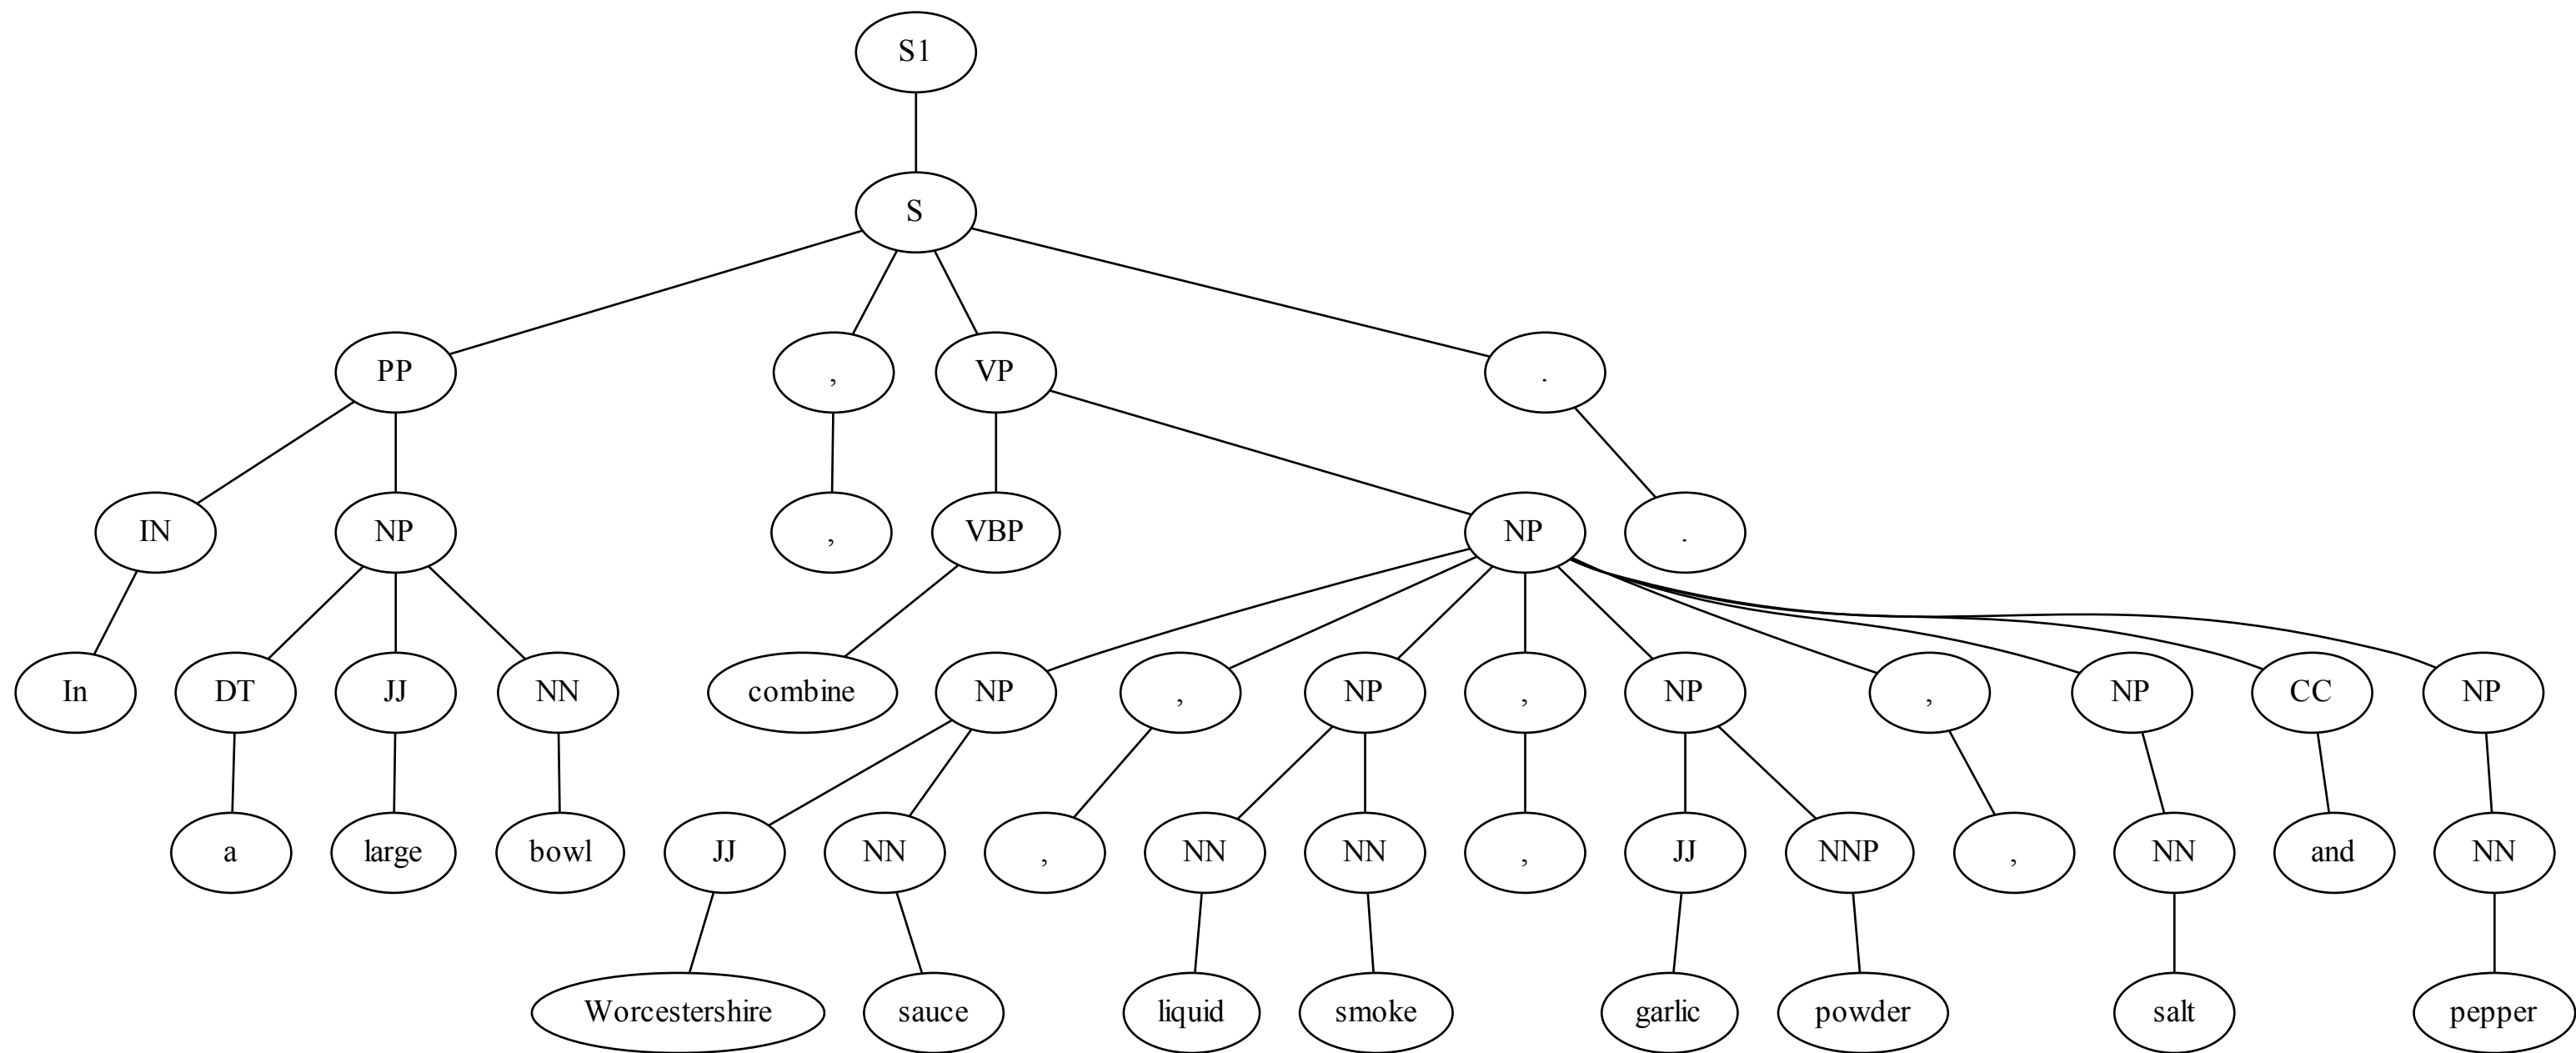 S1
S
PP , VP .
IN NP , VBP NP .
In DT JJ NN combine NP , NP , NP , NP CC NP
a large bowl JJ NN , NN NN , JJ NNP , NN and NN
Worcestershire sauce liquid smoke garlic powder salt pepper